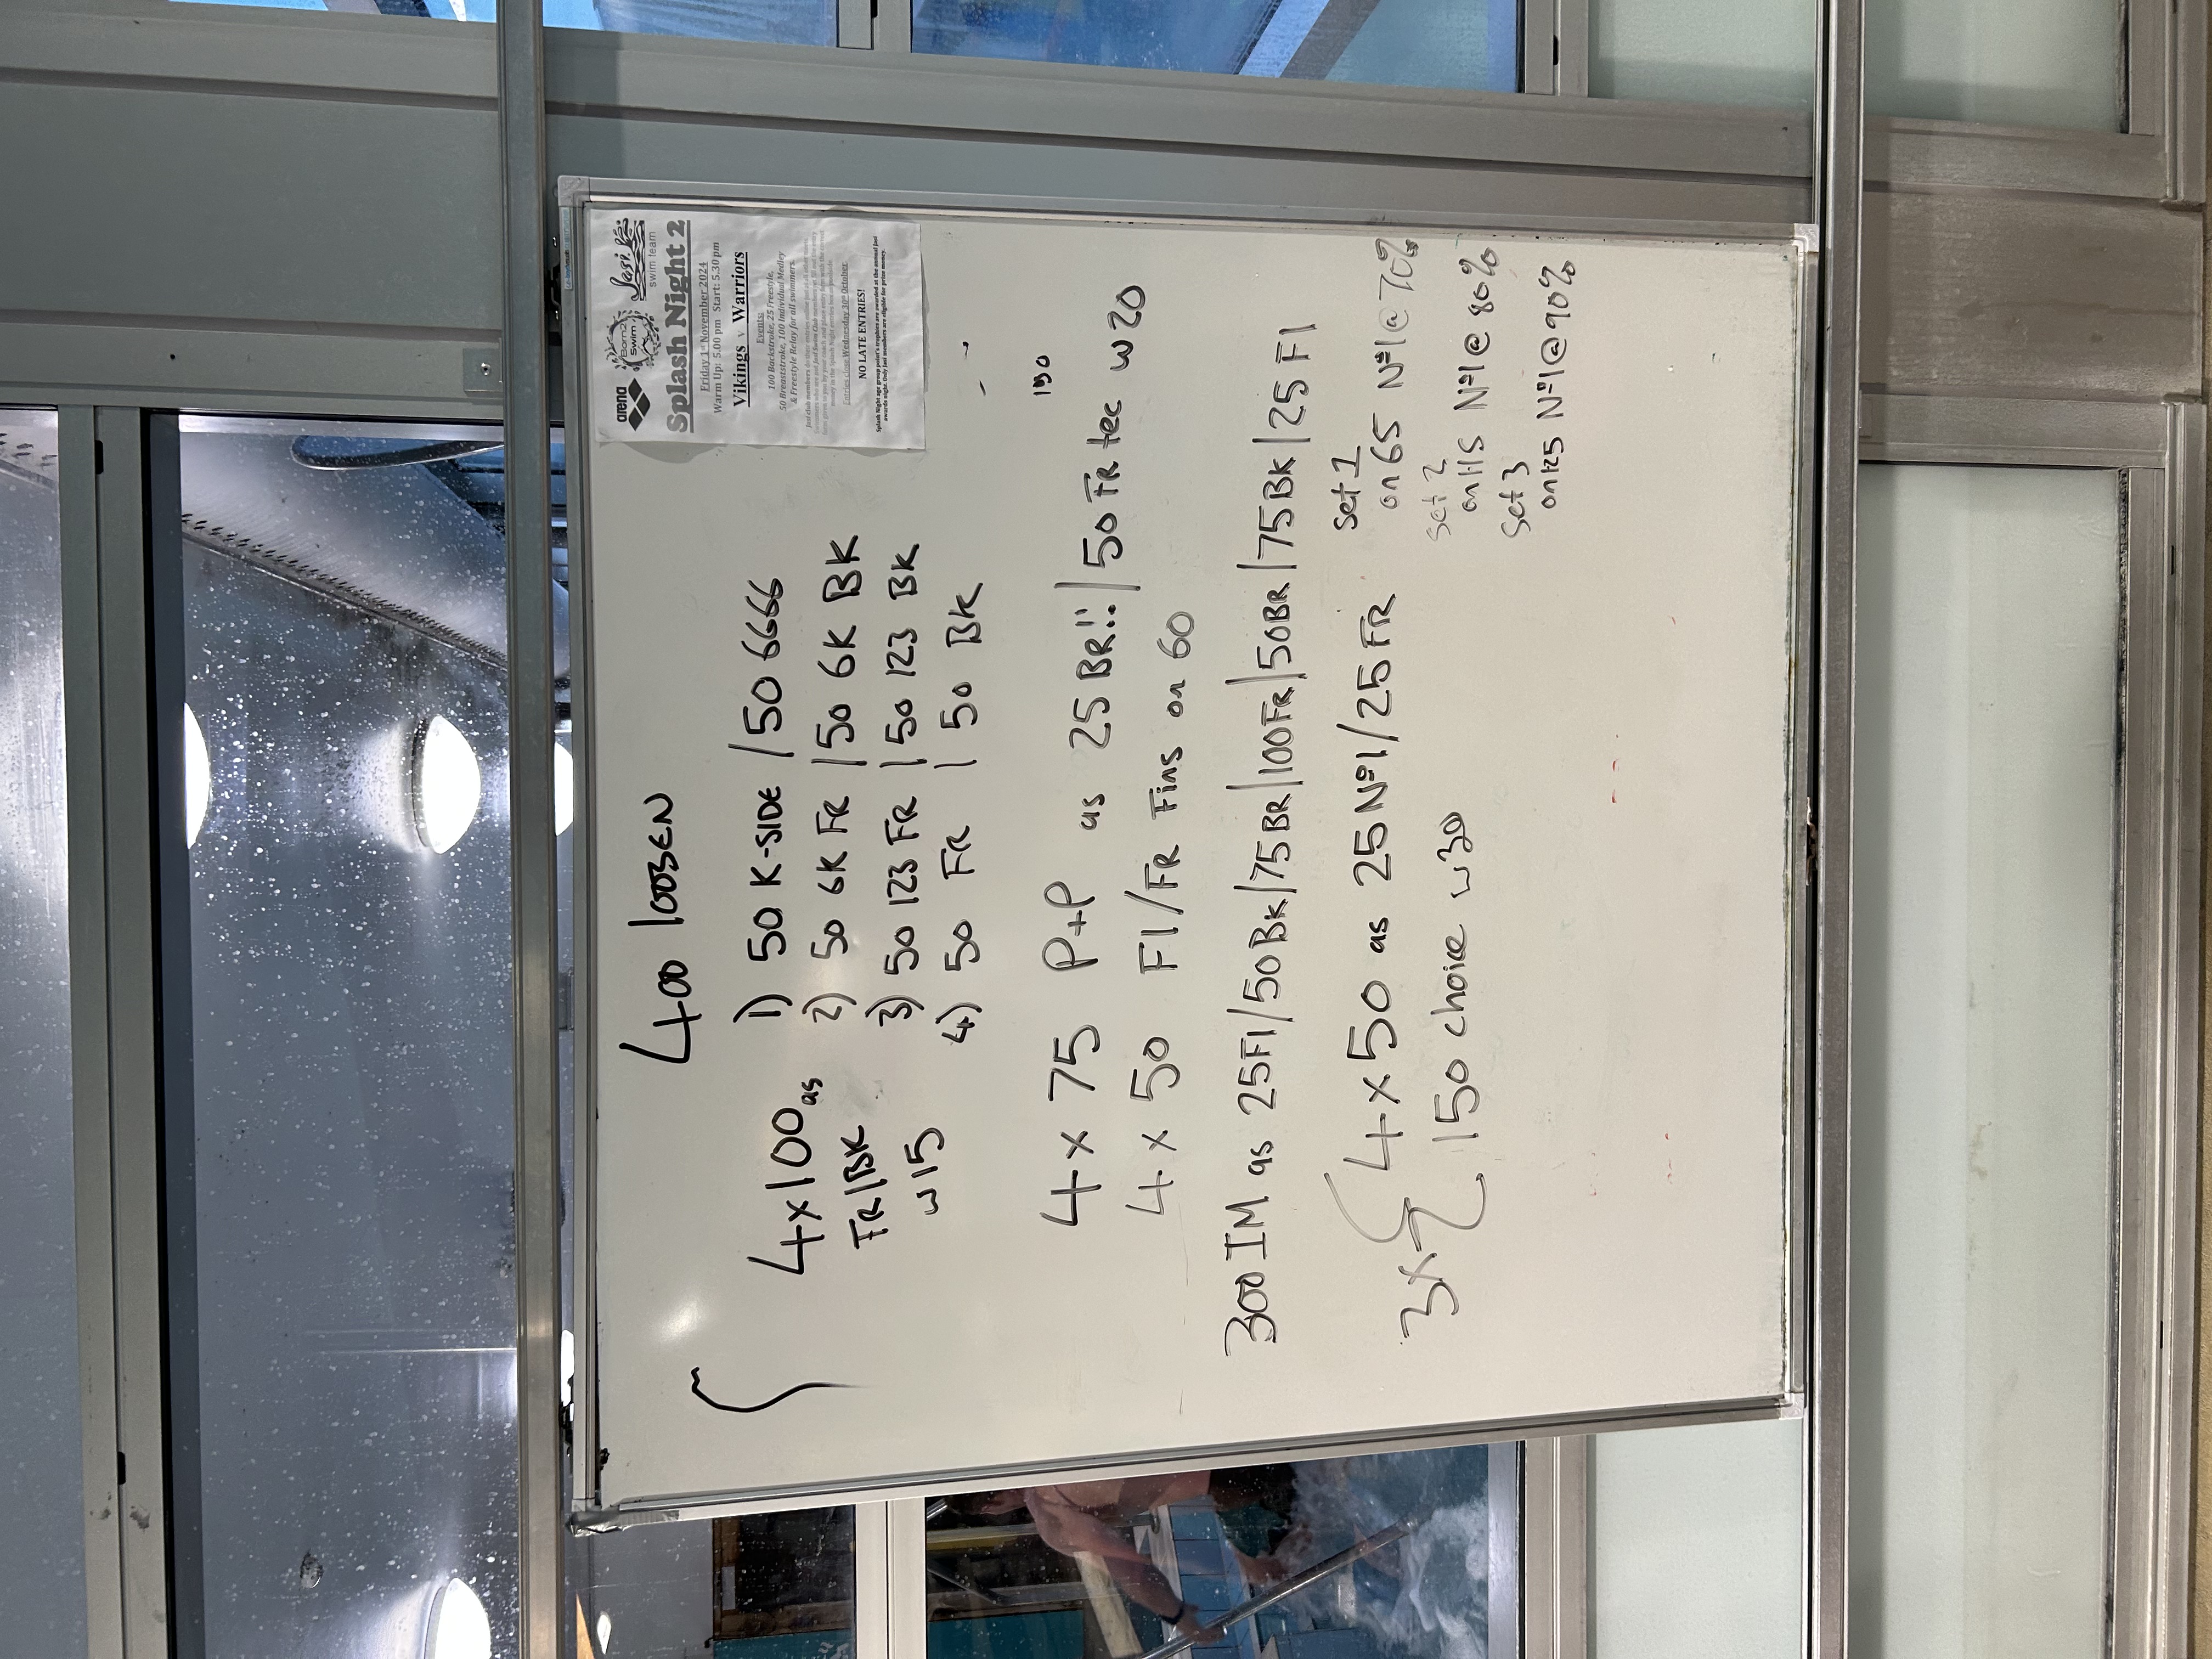 400 loosEN
4x100 as
FR/BK
w15
1) 50 K-SIDE / 50 6666
2) 50 6K FR / 50 6K BK
3) 50 123 FR / 50 123 BK
4) 50 FR / 50 BK
190
4 x 75 P+P as 25 BR!! / 50 FR tec w20
4 x 50 Fl/FR Fins on 60
300 IM as 25Fl/50BK/75BR/100FR/50BR/75BK/25 Fl
3x
4x50 as 25 Nº1/25 FR
150 choice w30
Set 1
on 65 Nº1@70%
Set 2
on 115 Nº1@ 80%
Set 3
on 125 Nº1@90%
arena
Born2
Swim
Jasi
swim team
Splash Night 2
Friday 1st November 2024
Warm Up: 5.00 pm Start: 5.30 pm
Vikings v Warriors
Events:
100 Backstroke, 25 Freestyle,
50 Breaststroke, 100 Individual Medley
& Freestyle Relay for all swimmers.
Jasi club members do their entries online just as all other meets.
Swimmers who are not Jasi Swim Club members fill out the entry
form given to you by your coach and place entry form with the correct
money in the Splash Night entries box at poolside.
Entries close Wednesday 30th October
NO LATE ENTRIES!
Splash Night age group point's trophies are awarded at the annual Jasi
awards night. Only Jasi members are eligible for prize money.